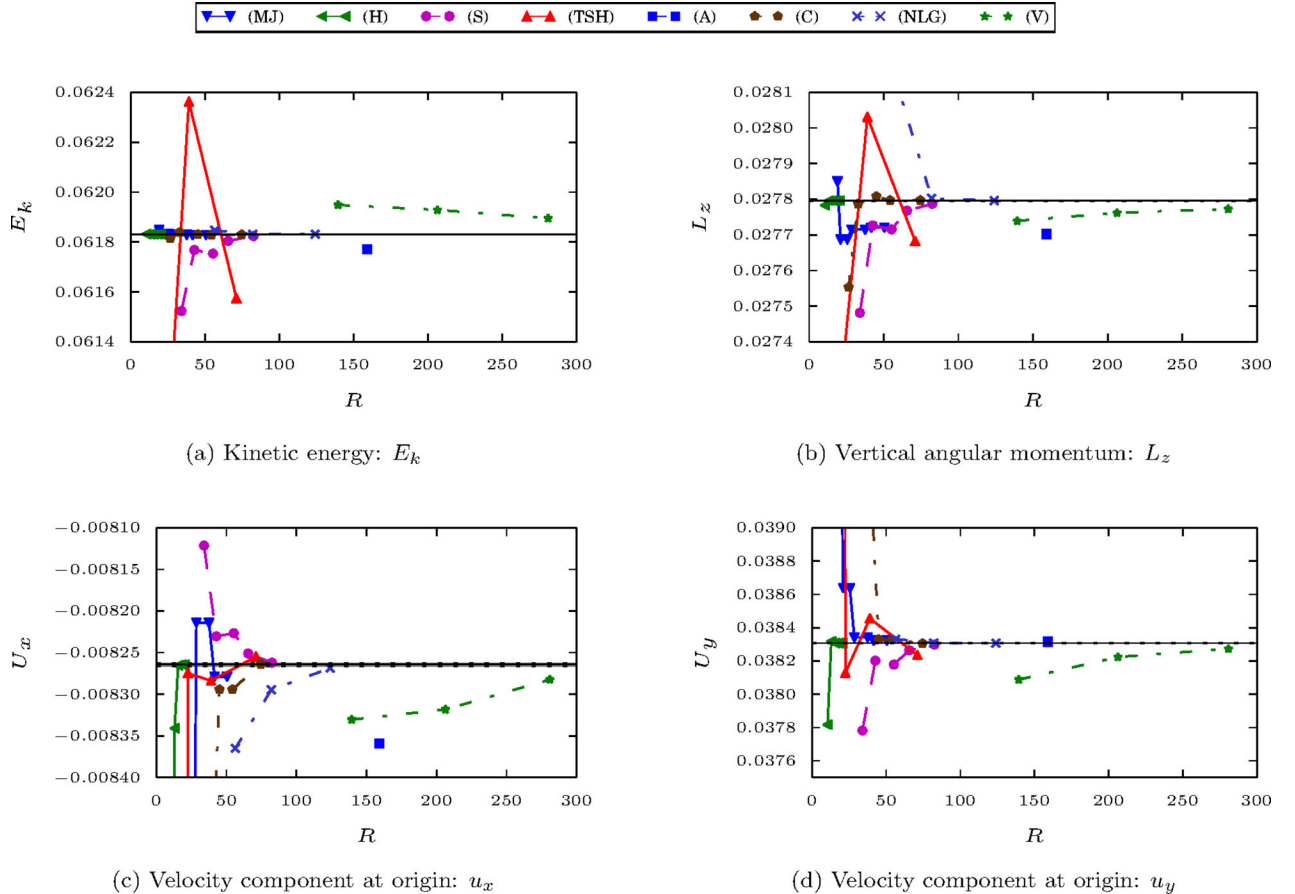 (MJ) (H) (S) (TSH) (A) (C) (NLG) (V)
0.0624
0.0622
0.0620
0.0618
0.0616
0.0614
E_k
0 50 100 150 200 250 300
R
(a) Kinetic energy: E_k
0.0281
0.0280
0.0279
0.0278
0.0277
0.0276
0.0275
0.0274
L_z
0 50 100 150 200 250 300
R
(b) Vertical angular momentum: L_z
−0.00810
−0.00815
−0.00820
−0.00825
−0.00830
−0.00835
−0.00840
U_x
0 50 100 150 200 250 300
R
(c) Velocity component at origin: u_x
0.0390
0.0388
0.0386
0.0384
0.0382
0.0380
0.0378
0.0376
U_y
0 50 100 150 200 250 300
R
(d) Velocity component at origin: u_y